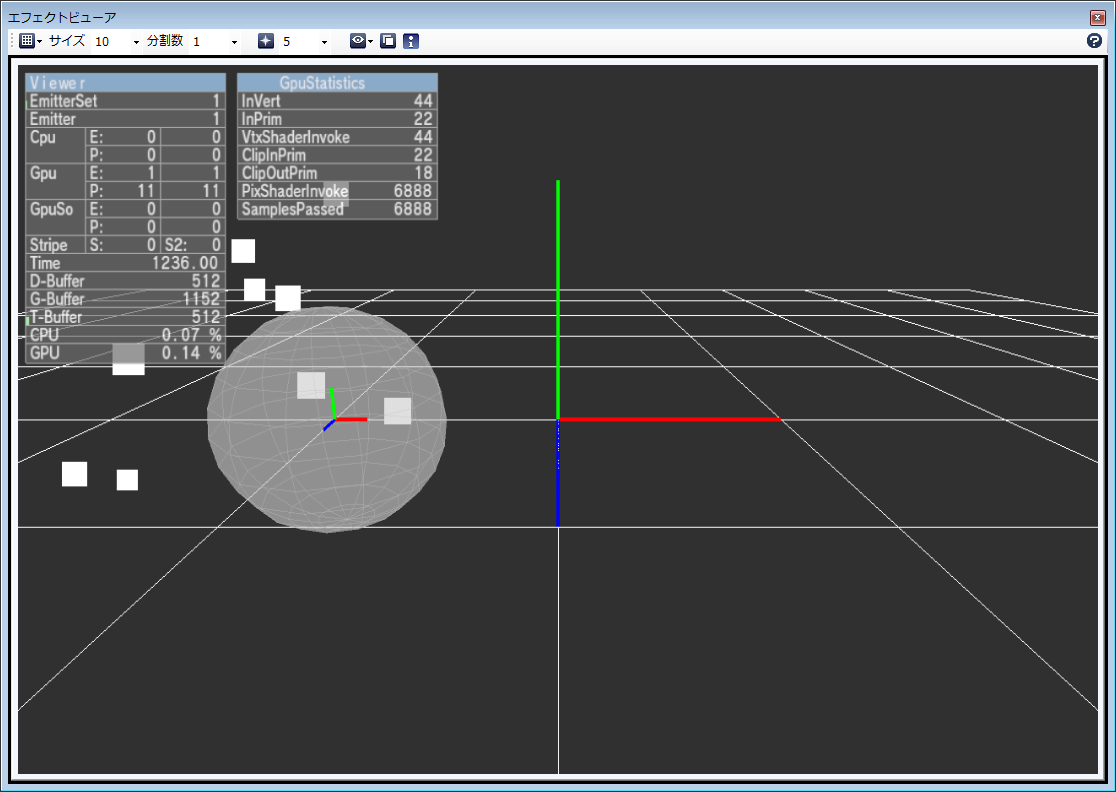 エフェクトビューア
サイズ 10 分割数 1 5
Viewer
EmitterSet 1
Emitter 1
Cpu E: 0 0
P: 0 0
Gpu E: 1 1
P: 11 11
GpuSo E: 0 0
P: 0 0
Stripe S: 0 S2: 0
Time 1236.00
D-Buffer 512
G-Buffer 1152
T-Buffer 512
CPU 0.07 %
GPU 0.14 %
GpuStatistics
InVert 44
InPrim 22
VtxShaderInvoke 44
ClipInPrim 22
ClipOutPrim 18
PixShaderInvoke 6888
SamplesPassed 6888